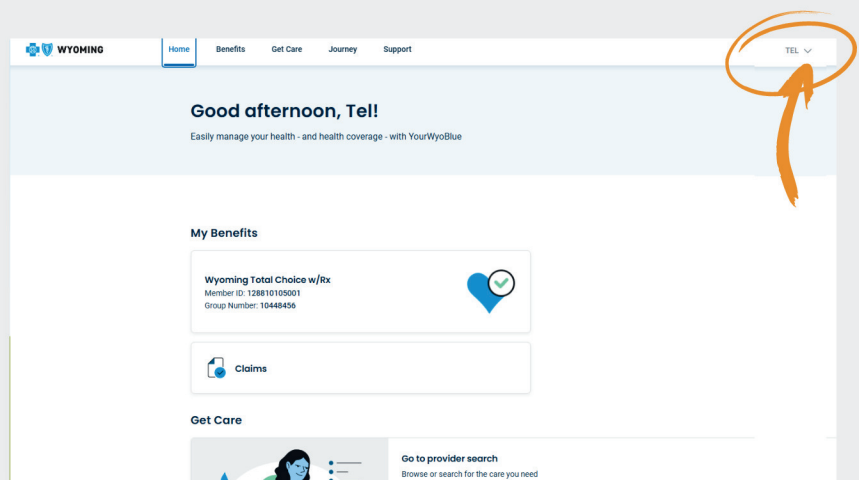 WYOMING
Home Benefits Get Care Journey Support
TEL
Good afternoon, Tel!
Easily manage your health - and health coverage - with YourWyoBlue
My Benefits
Wyoming Total Choice w/Rx
Member ID: 128810105001
Group Number: 10448456
Claims
Get Care
Go to provider search
Browse or search for the care you need